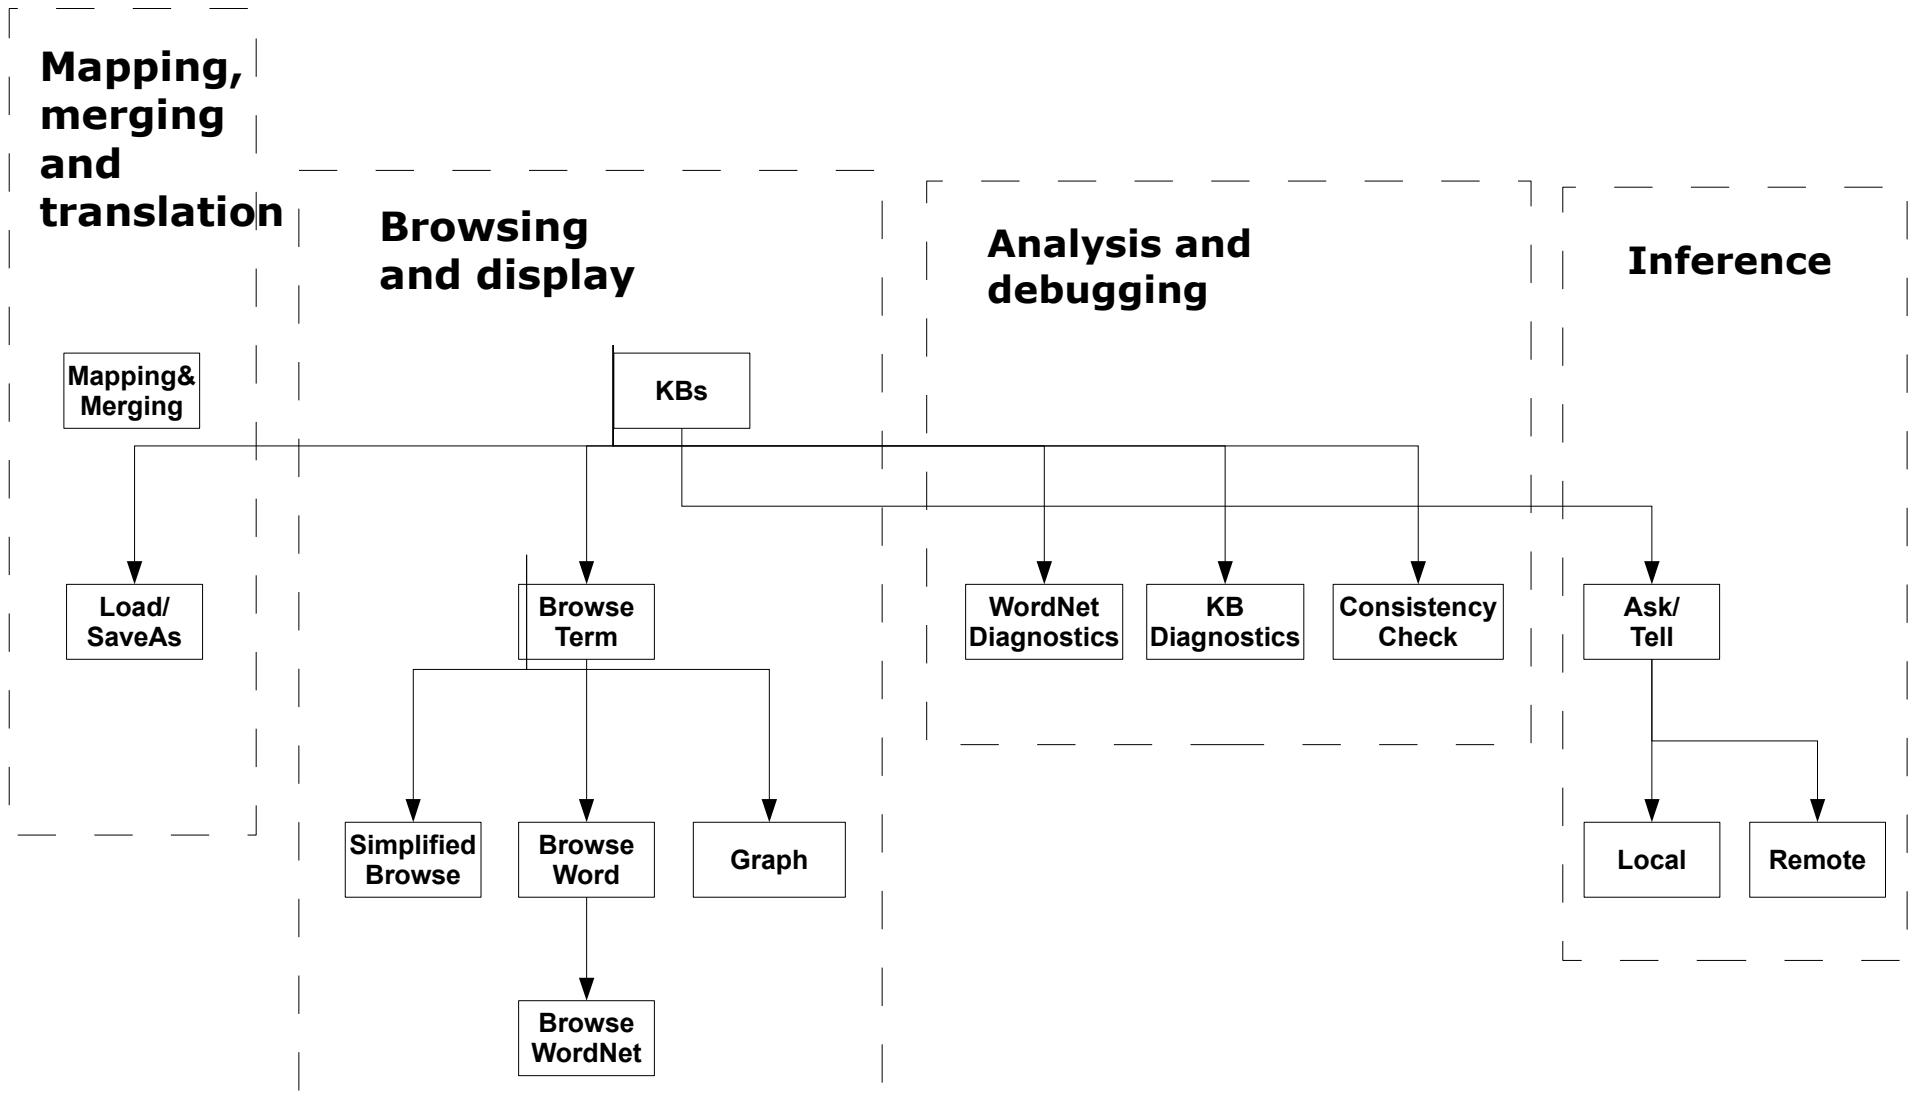 Mapping,
merging
and
translation
Browsing
and display
Analysis and
debugging
Inference
Mapping&
Merging
KBs
Load/
SaveAs
Browse
Term
WordNet
Diagnostics
KB
Diagnostics
Consistency
Check
Ask/
Tell
Simplified
Browse
Browse
Word
Graph
Local
Remote
Browse
WordNet